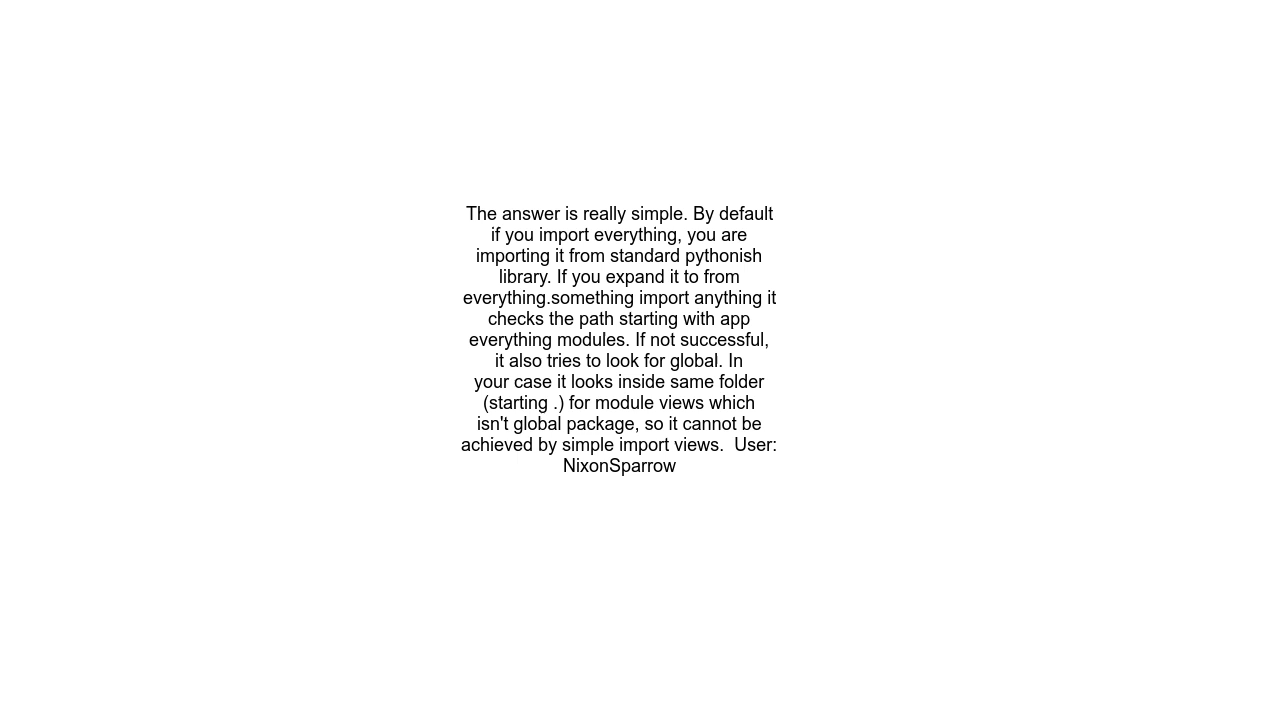 The answer is really simple. By default
if you import everything, you are
importing it from standard pythonish
library. If you expand it to from
everything.something import anything it
checks the path starting with app
everything modules. If not successful,
it also tries to look for global. In
your case it looks inside same folder
(starting .) for module views which
isn't global package, so it cannot be
achieved by simple import views.  User:
NixonSparrow